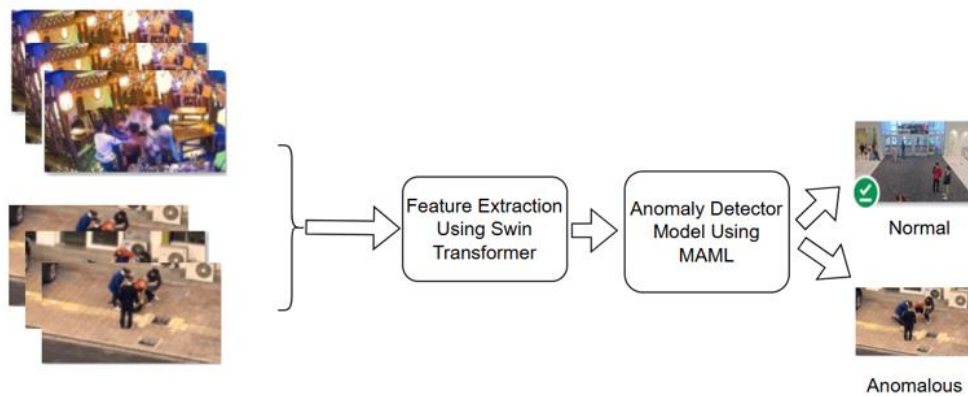 Feature Extraction
Using Swin
Transformer
Anomaly Detector
Model Using
MAML
Normal
Anomalous